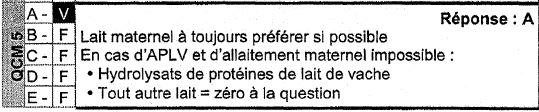 QCM 5
A - V
Réponse : A
B - F Lait maternel à toujours préférer si possible
C - F En cas d'APLV et d'allaitement maternel impossible :
D - F • Hydrolysats de protéines de lait de vache
E - F • Tout autre lait = zéro à la question